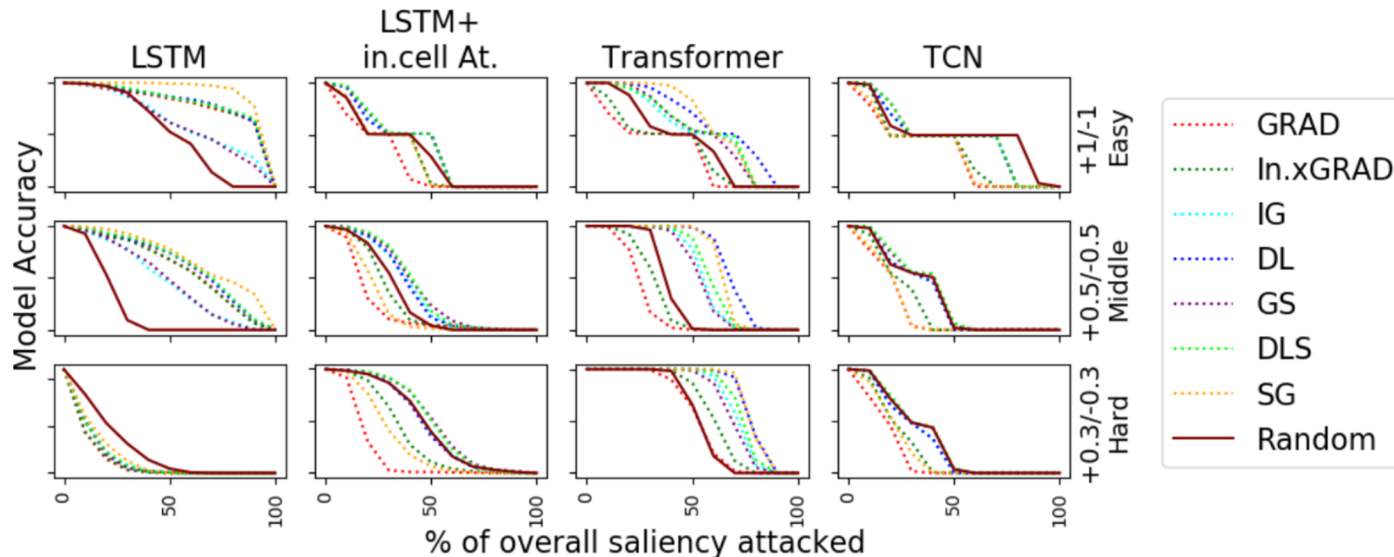 LSTM
LSTM+
in.cell At.
Transformer
TCN
Model Accuracy
+1/-1
Easy
+0.5/-0.5
Middle
+0.3/-0.3
Hard
0
50
100
0
50
100
0
50
100
0
50
100
% of overall saliency attacked
GRAD
In.xGRAD
IG
DL
GS
DLS
SG
Random